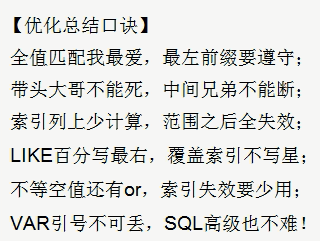 【优化总结口诀】
全值匹配我最爱，最左前缀要遵守；
带头大哥不能死，中间兄弟不能断；
索引列上少计算，范围之后全失效；
LIKE百分写最右，覆盖索引不写星；
不等空值还有or，索引失效要少用；
VAR引号不可丢，SQL高级也不难！